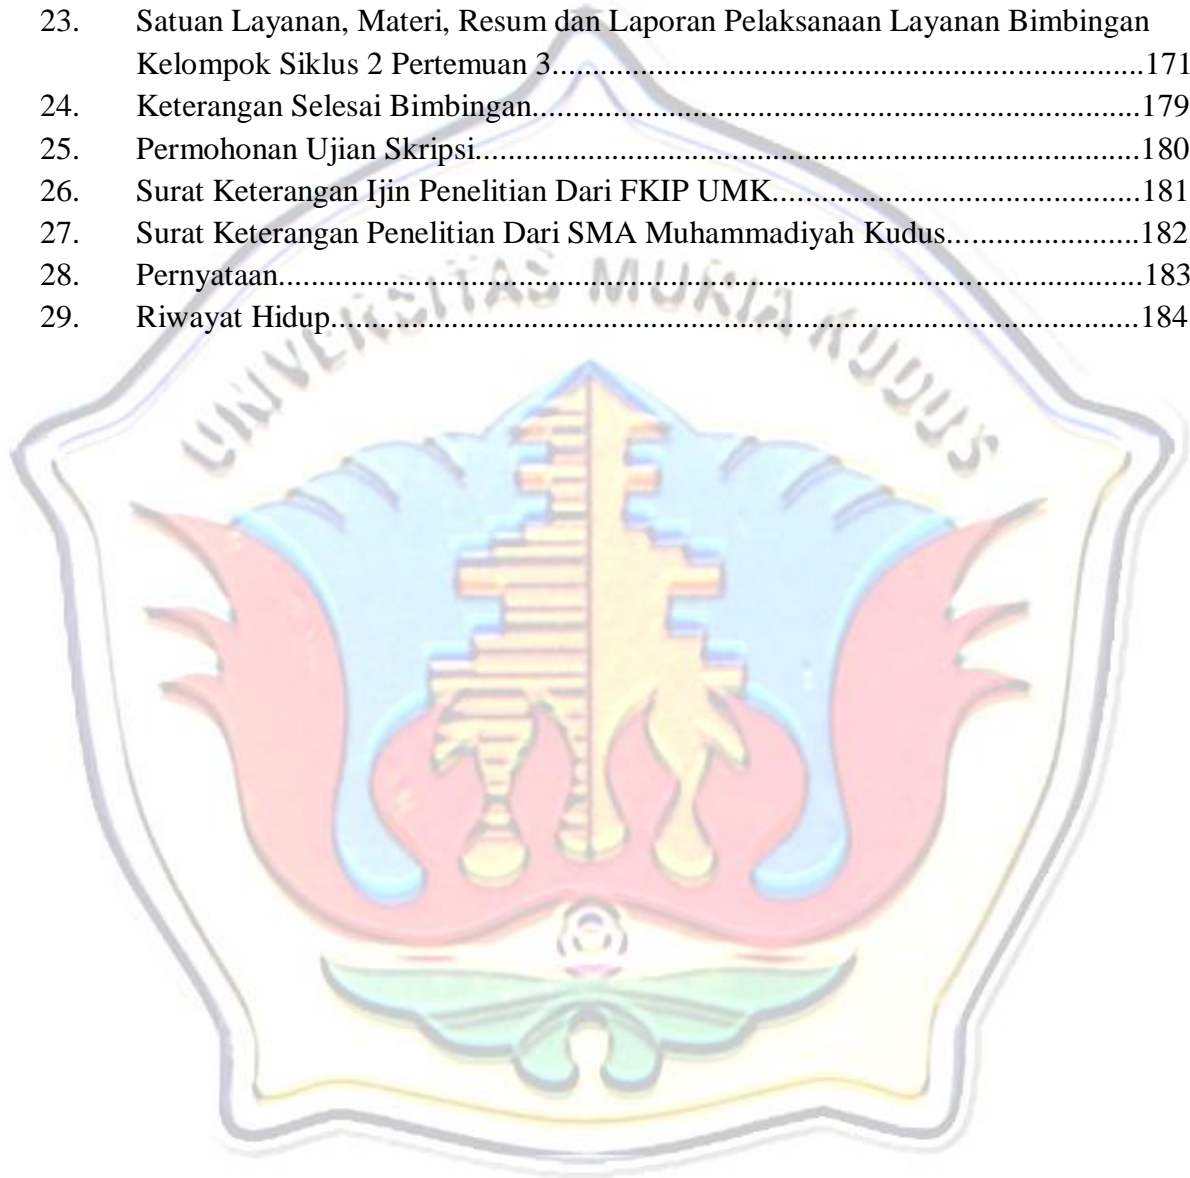 23. Satuan Layanan, Materi, Resum dan Laporan Pelaksanaan Layanan Bimbingan
Kelompok Siklus 2 Pertemuan 3.......................................................................171
24. Keterangan Selesai Bimbingan.........................................................................179
25. Permohonan Ujian Skripsi................................................................................180
26. Surat Keterangan Ijin Penelitian Dari FKIP UMK............................................181
27. Surat Keterangan Penelitian Dari SMA Muhammadiyah Kudus.......................182
28. Pernyataan.........................................................................................................183
29. Riwayat Hidup..................................................................................................184
UNIVERSITAS MURIA KUDUS